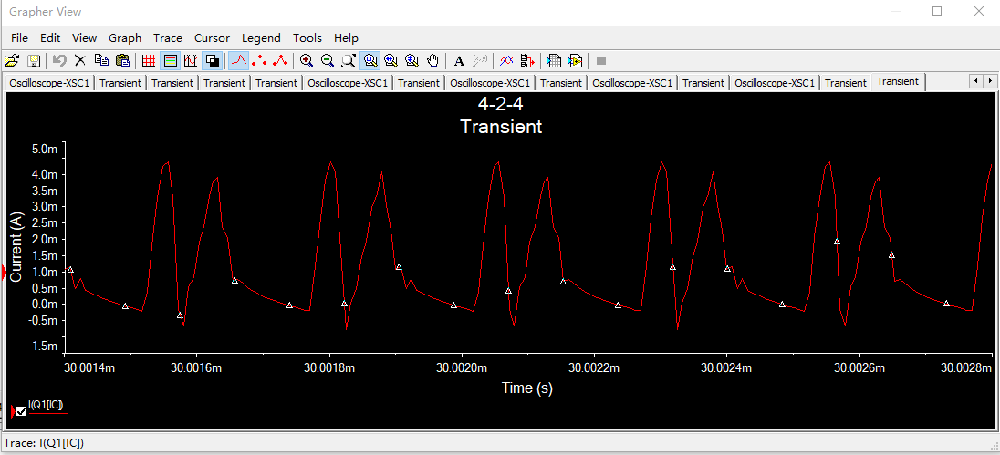 Grapher View
File Edit View Graph Trace Cursor Legend Tools Help
A
Oscilloscope-XSC1 Transient Transient Transient Transient Oscilloscope-XSC1 Transient Oscilloscope-XSC1 Transient Oscilloscope-XSC1 Transient Oscilloscope-XSC1 Transient Transient
4-2-4
Transient
5.0m
4.0m
3.5m
3.0m
2.5m
2.0m
1.5m
1.0m
0.5m
0.0m
-0.5m
-1.5m
Current (A)
30.0014m 30.0016m 30.0018m 30.0020m 30.0022m 30.0024m 30.0026m 30.0028m
Time (s)
I(Q1[IC])
Trace: I(Q1[IC])